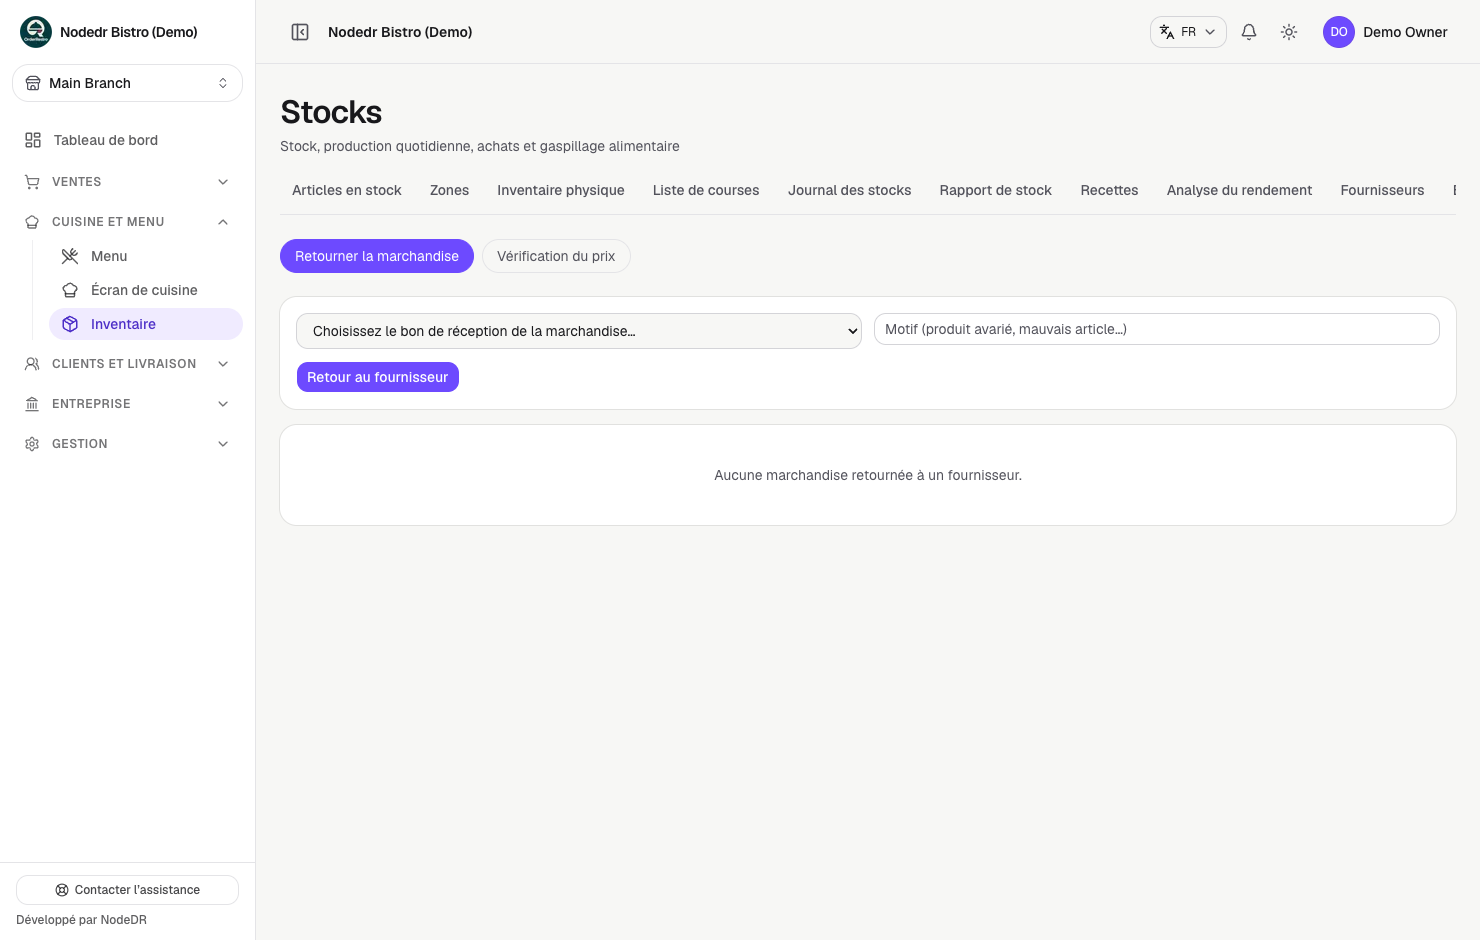 Nodedr Bistro (Demo)
Main Branch
Tableau de bord
VENTES
CUISINE ET MENU
Menu
Écran de cuisine
Inventaire
CLIENTS ET LIVRAISON
ENTREPRISE
GESTION
Contacter l'assistance
Développé par NodeDR
Nodedr Bistro (Demo)
FR
DO
Demo Owner
Stocks
Stock, production quotidienne, achats et gaspillage alimentaire
Articles en stock
Zones
Inventaire physique
Liste de courses
Journal des stocks
Rapport de stock
Recettes
Analyse du rendement
Fournisseurs
Retourner la marchandise
Vérification du prix
Choisissez le bon de réception de la marchandise…
Motif (produit avarié, mauvais article…)
Retour au fournisseur
Aucune marchandise retournée à un fournisseur.